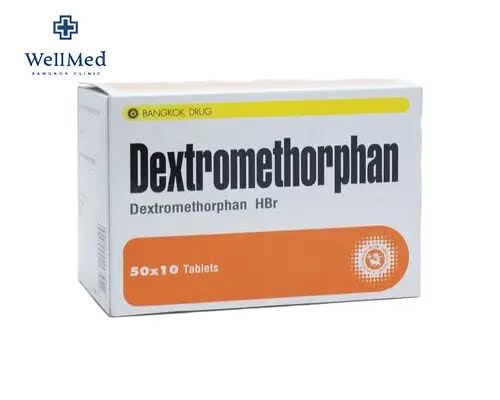 WellMed
BANGKOK CLINIC
BANGKOK DRUG
Dextromethorphan
Dextromethorphan HBr
50x10 Tablets